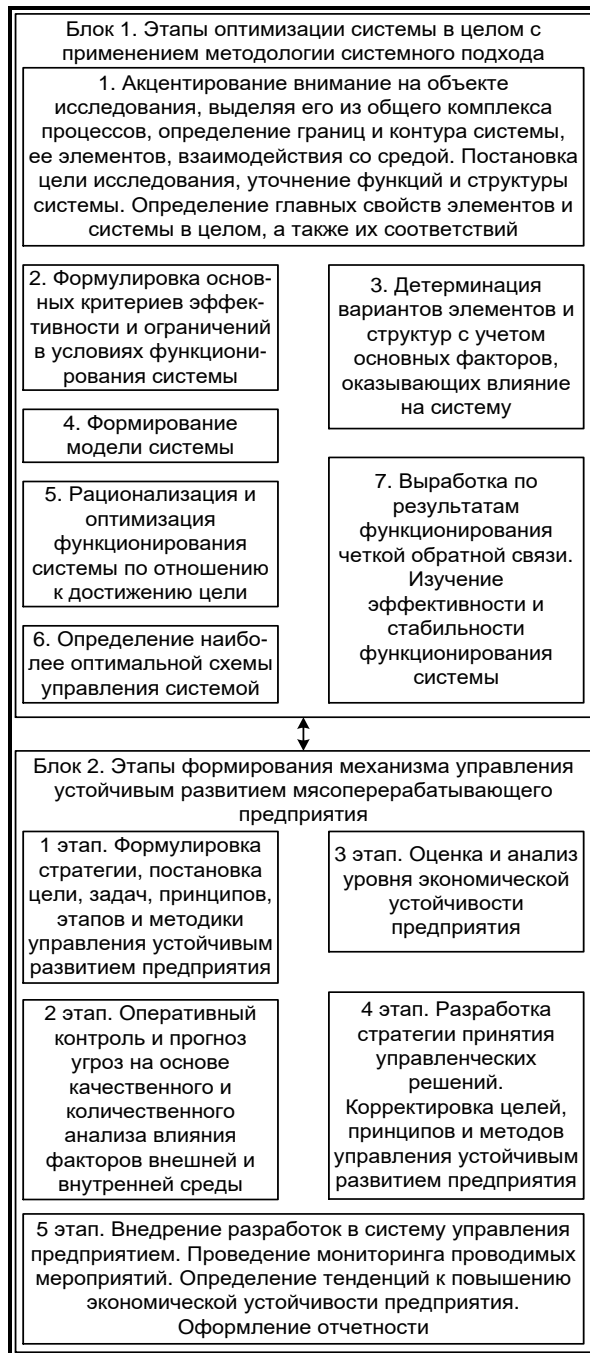 Блок 1. Этапы оптимизации системы в целом с
применением методологии системного подхода
1. Акцентирование внимание на объекте
исследования, выделяя его из общего комплекса
процессов, определение границ и контура системы,
ее элементов, взаимодействия со средой. Постановка
цели исследования, уточнение функций и структуры
системы. Определение главных свойств элементов и
системы в целом, а также их соответствий
2. Формулировка основ-
ных критериев эффек-
тивности и ограничений
в условиях функциони-
рования системы
3. Детерминация
вариантов элементов и
структур с учетом
основных факторов,
оказывающих влияние
на систему
4. Формирование
модели системы
5. Рационализация и
оптимизация
функционирования
системы по отношению
к достижению цели
6. Определение наибо-
лее оптимальной схемы
управления системой
7. Выработка по
результатам
функционирования
четкой обратной связи.
Изучение
эффективности и
стабильности
функционирования
системы
Блок 2. Этапы формирования механизма управления
устойчивым развитием мясоперерабатывающего
предприятия
1 этап. Формулировка
стратегии, постановка
цели, задач, принципов,
этапов и методики
управления устойчивым
развитием предприятия
2 этап. Оперативный
контроль и прогноз
угроз на основе
качественного и
количественного
анализа влияния
факторов внешней и
внутренней среды
3 этап. Оценка и анализ
уровня экономической
устойчивости
предприятия
4 этап. Разработка
стратегии принятия
управленческих
решений.
Корректировка целей,
принципов и методов
управления устойчивым
развитием предприятия
5 этап. Внедрение разработок в систему управления
предприятием. Проведение мониторинга проводимых
мероприятий. Определение тенденций к повышению
экономической устойчивости предприятия.
Оформление отчетности